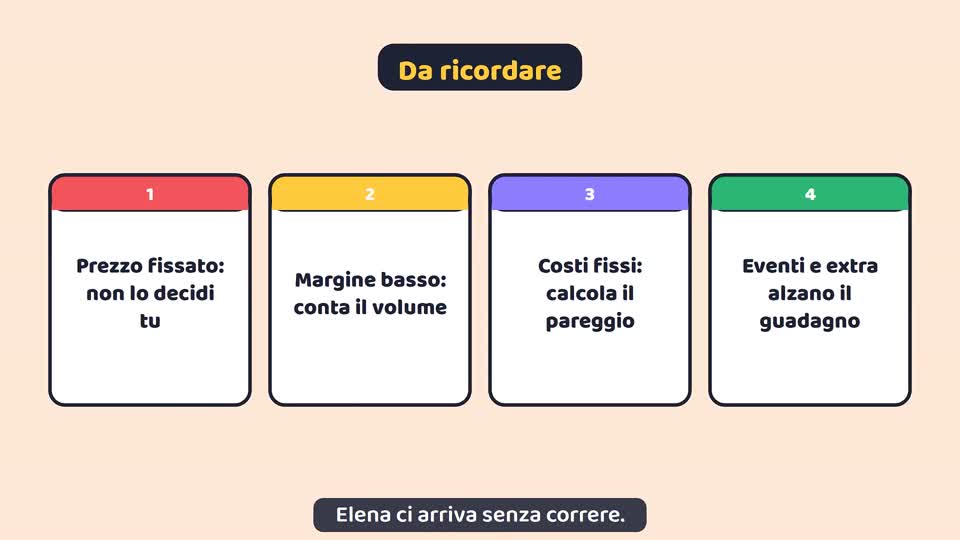 Da ricordare
1
Prezzo fissato:
non lo decidi
tu
2
Margine basso:
conta il volume
3
Costi fissi:
calcola il
pareggio
4
Eventi e extra
alzano il
guadagno
Elena ci arriva senza correre.